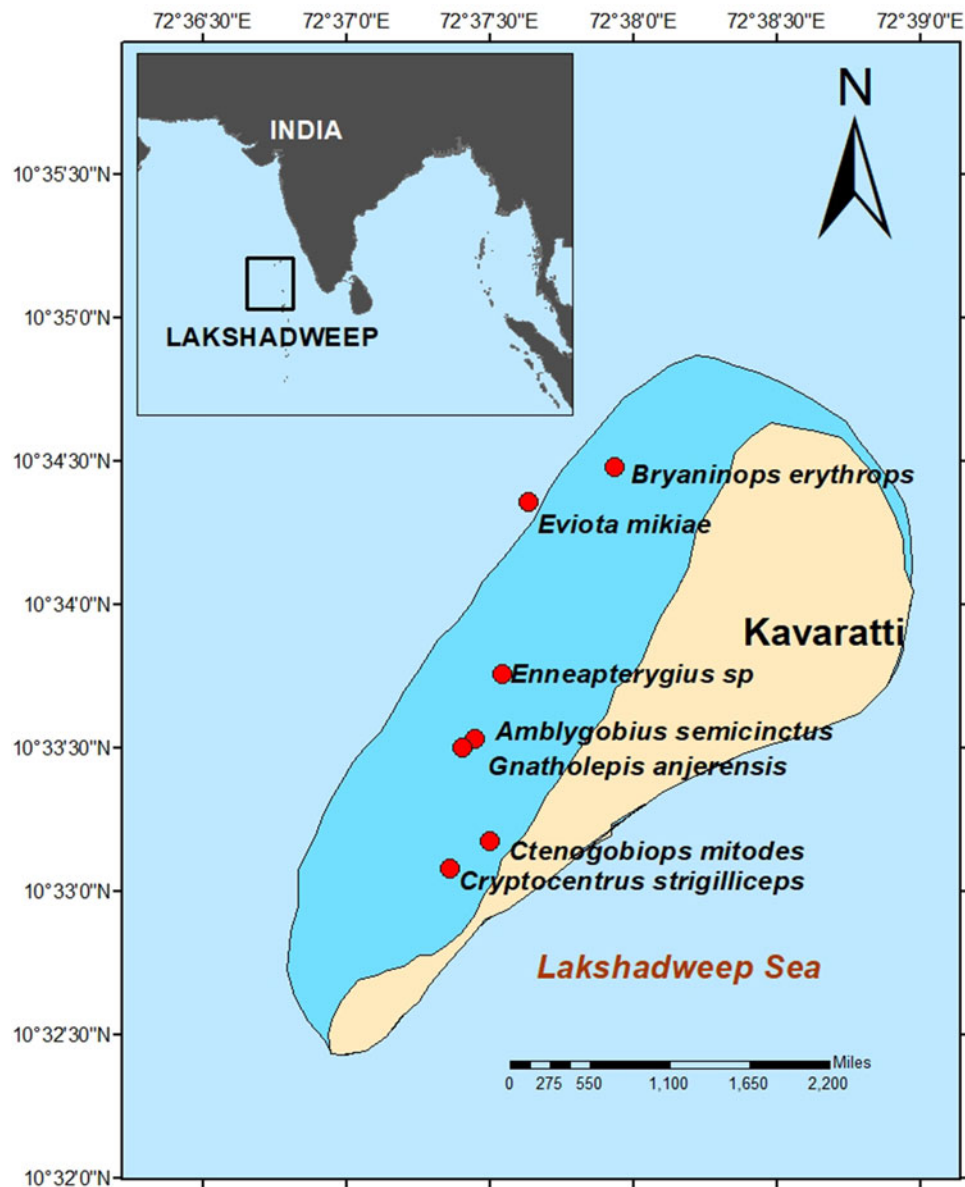 72°36'30"E 72°37'0"E 72°37'30"E 72°38'0"E 72°38'30"E 72°39'0"E
N
INDIA
10°35'30"N
10°35'0"N
LAKSHADWEEP
10°34'30"N
Bryaninops erythrops
Eviota mikiae
10°34'0"N
Kavaratti
Enneapterygius sp
Amblygobius semicinctus
10°33'30"N
Gnatholepis anjerensis
Ctenogobiops mitodes
Cryptocentrus strigilliceps
10°33'0"N
Lakshadweep Sea
10°32'30"N
Miles
0 275 550 1,100 1,650 2,200
10°32'0"N